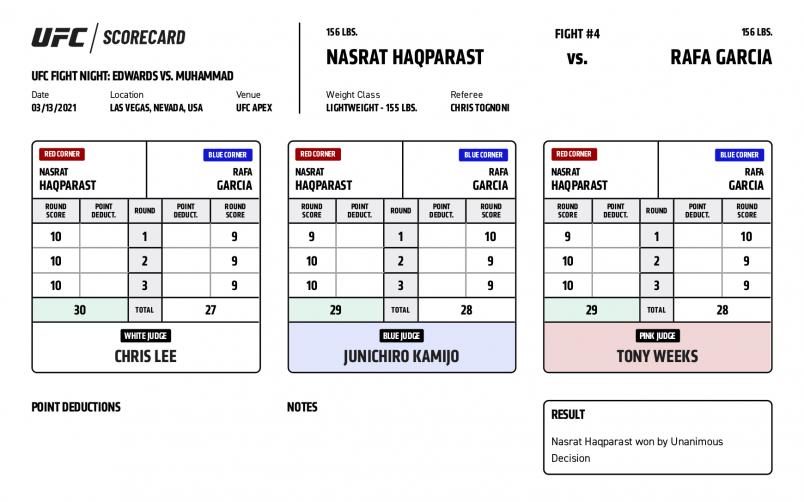 UFC / SCORECARD
UFC FIGHT NIGHT: EDWARDS VS. MUHAMMAD
Date Location Venue
03/13/2021 LAS VEGAS, NEVADA, USA UFC APEX
156 LBS. FIGHT #4 156 LBS.
NASRAT HAQPARAST VS. RAFA GARCIA
Weight Class Referee
LIGHTWEIGHT - 155 LBS. CHRIS TOGNONI
RED CORNER BLUE CORNER
NASRAT RAFA
HAQPARAST GARCIA
ROUND SCORE POINT DEDUCT. ROUND POINT DEDUCT. ROUND SCORE
10 1 9
10 2 9
10 3 9
30 TOTAL 27
WHITE JUDGE
CHRIS LEE
RED CORNER BLUE CORNER
NASRAT RAFA
HAQPARAST GARCIA
ROUND SCORE POINT DEDUCT. ROUND POINT DEDUCT. ROUND SCORE
9 1 10
10 2 9
10 3 9
29 TOTAL 28
BLUE JUDGE
JUNICHIRO KAMIJO
RED CORNER BLUE CORNER
NASRAT RAFA
HAQPARAST GARCIA
ROUND SCORE POINT DEDUCT. ROUND POINT DEDUCT. ROUND SCORE
9 1 10
10 2 9
10 3 9
29 TOTAL 28
PINK JUDGE
TONY WEEKS
POINT DEDUCTIONS
NOTES
RESULT
Nasrat Haqparast won by Unanimous
Decision